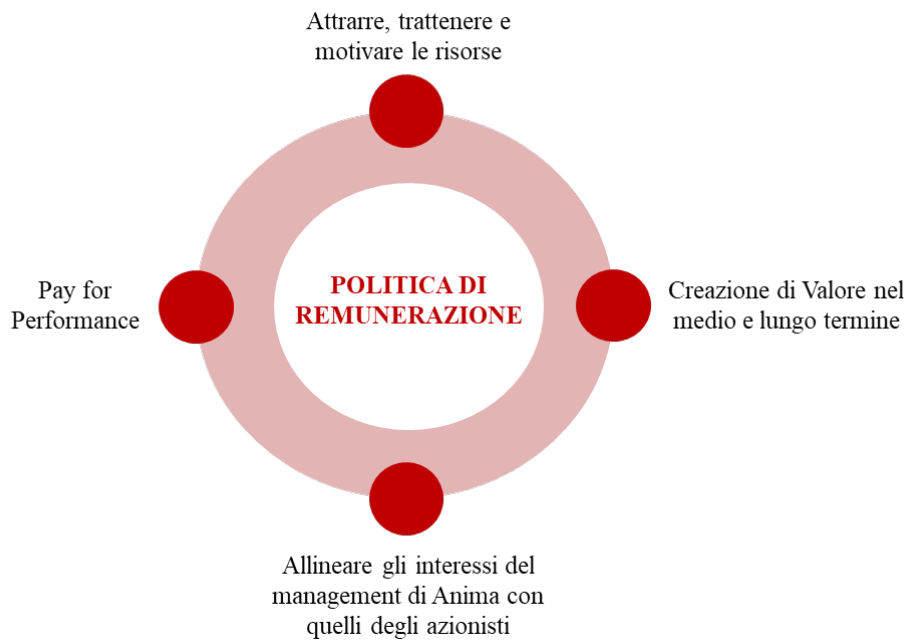 Attrarre, trattenere e
motivare le risorse
Pay for
Performance
POLITICA DI
REMUNERAZIONE
Creazione di Valore nel
medio e lungo termine
Allineare gli interessi del
management di Anima con
quelli degli azionisti